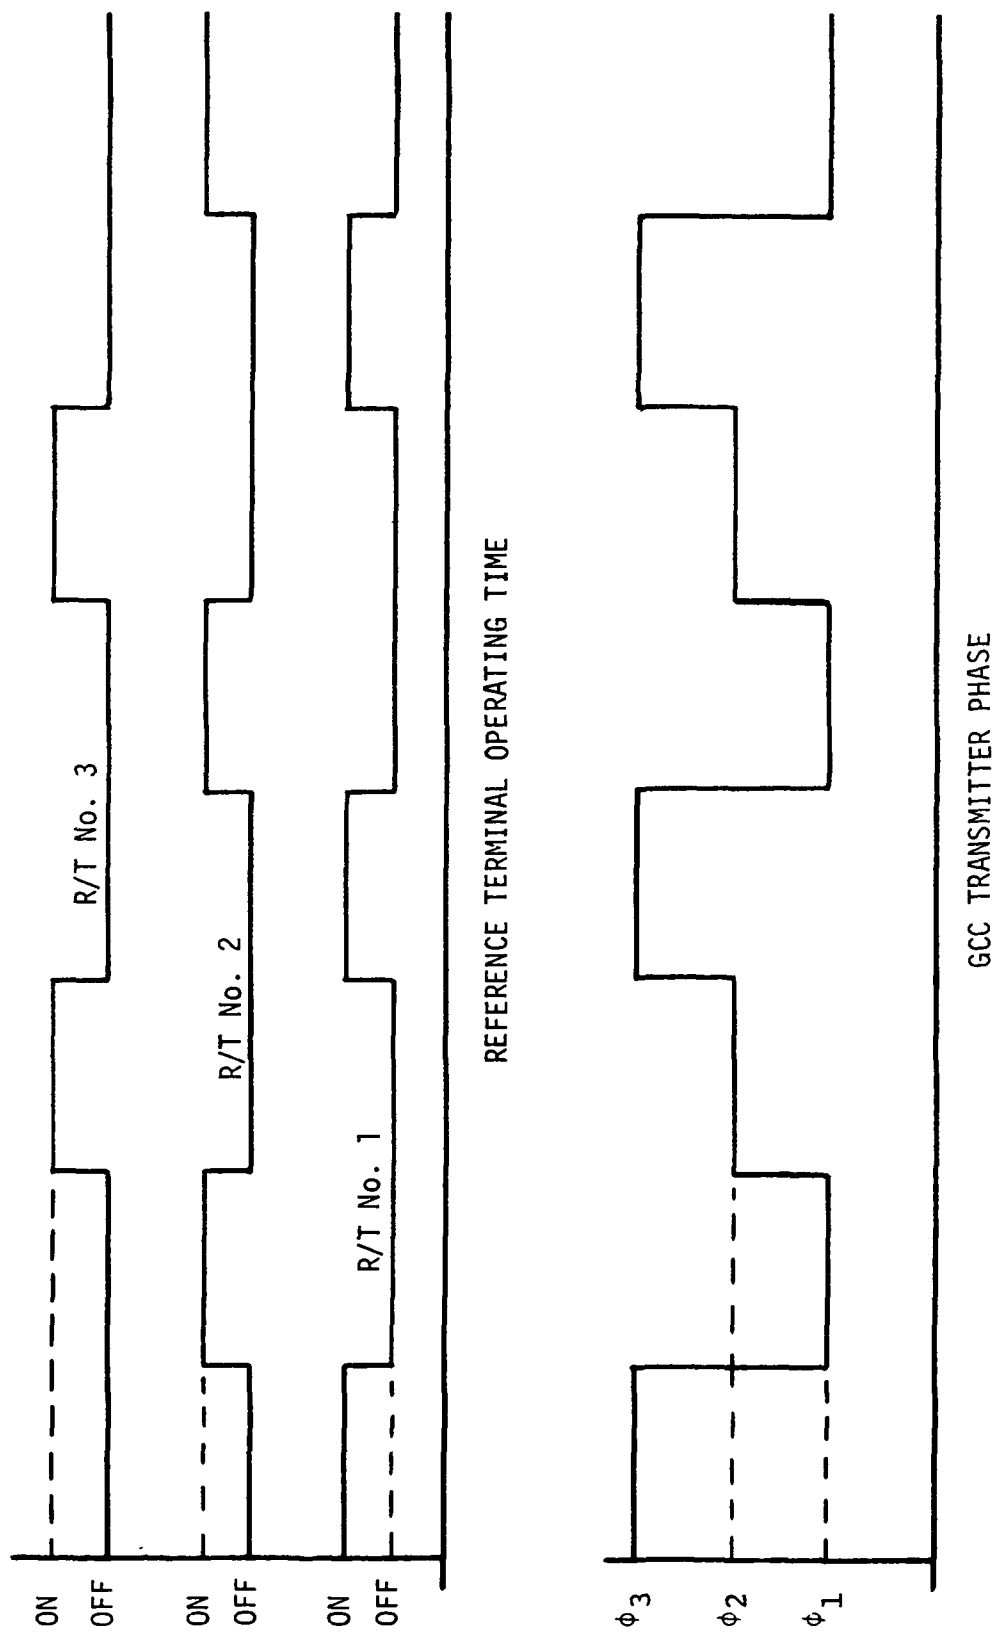 ON
OFF
R/T No. 3
ON
OFF
R/T No. 2
ON
OFF
R/T No. 1
REFERENCE TERMINAL OPERATING TIME
ϕ3
ϕ2
ϕ1
GCC TRANSMITTER PHASE